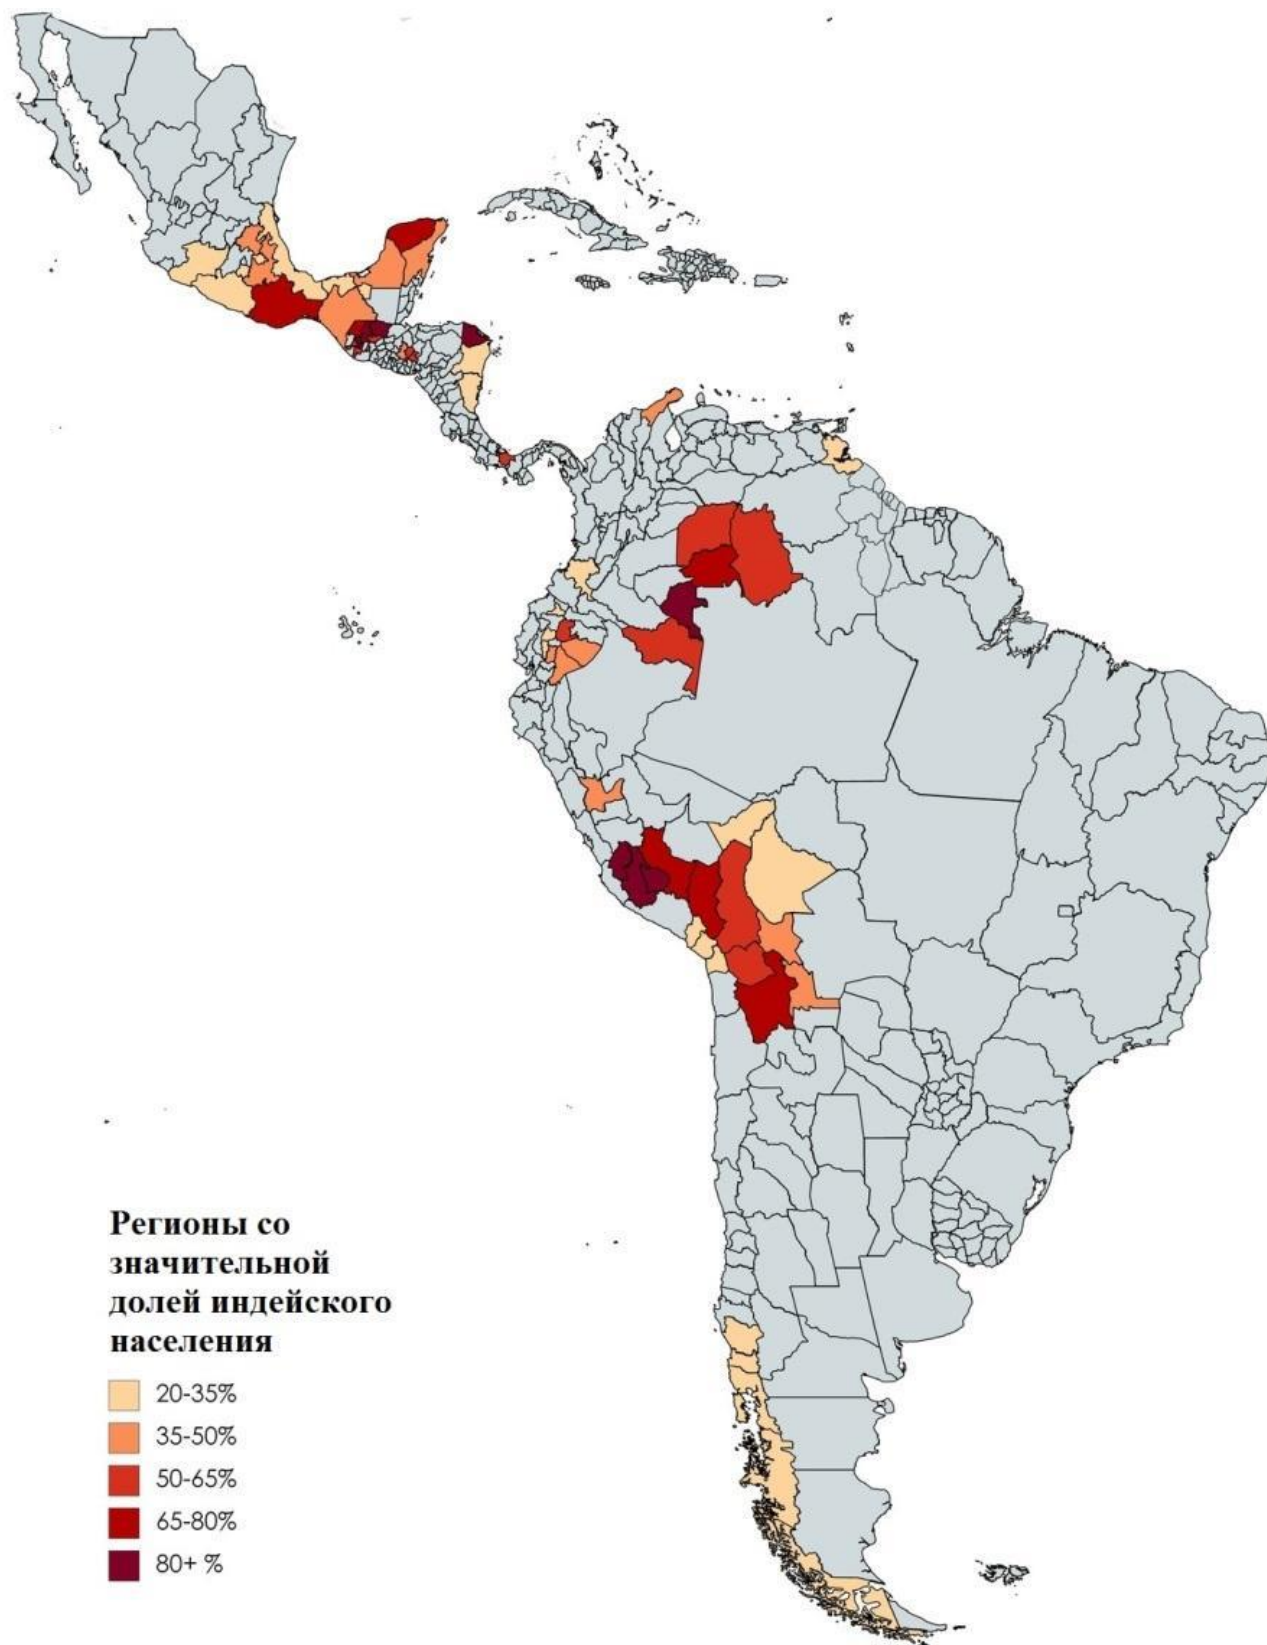 Регионы со
значительной
долей индейского
населения
20-35%
35-50%
50-65%
65-80%
80+ %